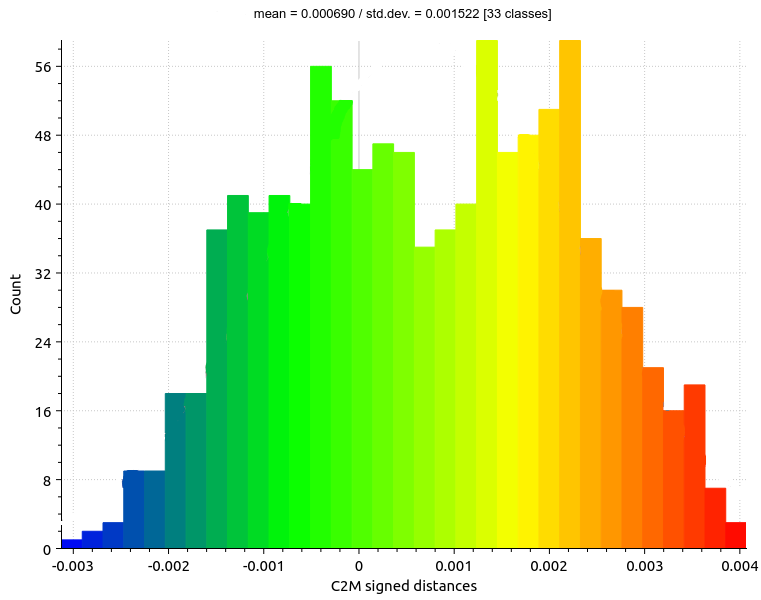 mean = 0.000690 / std.dev. = 0.001522 [33 classes]
56
48
40
32
24
16
8
0
Count
-0.003 -0.002 -0.001 0 0.001 0.002 0.003 0.004
C2M signed distances